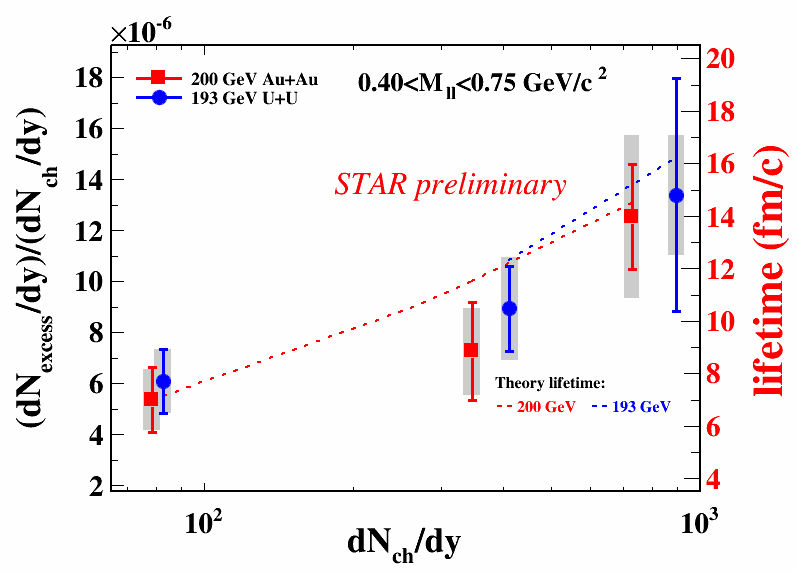 ×10⁻⁶
200 GeV Au+Au
193 GeV U+U
0.40<M_ll<0.75 GeV/c²
STAR preliminary
Theory lifetime:
200 GeV
193 GeV
18
16
14
12
10
8
6
4
2
20
18
16
14
12
10
8
6
4
10²
10³
dN_ch/dy
(dN_excess/dy)/(dN_ch/dy)
lifetime (fm/c)